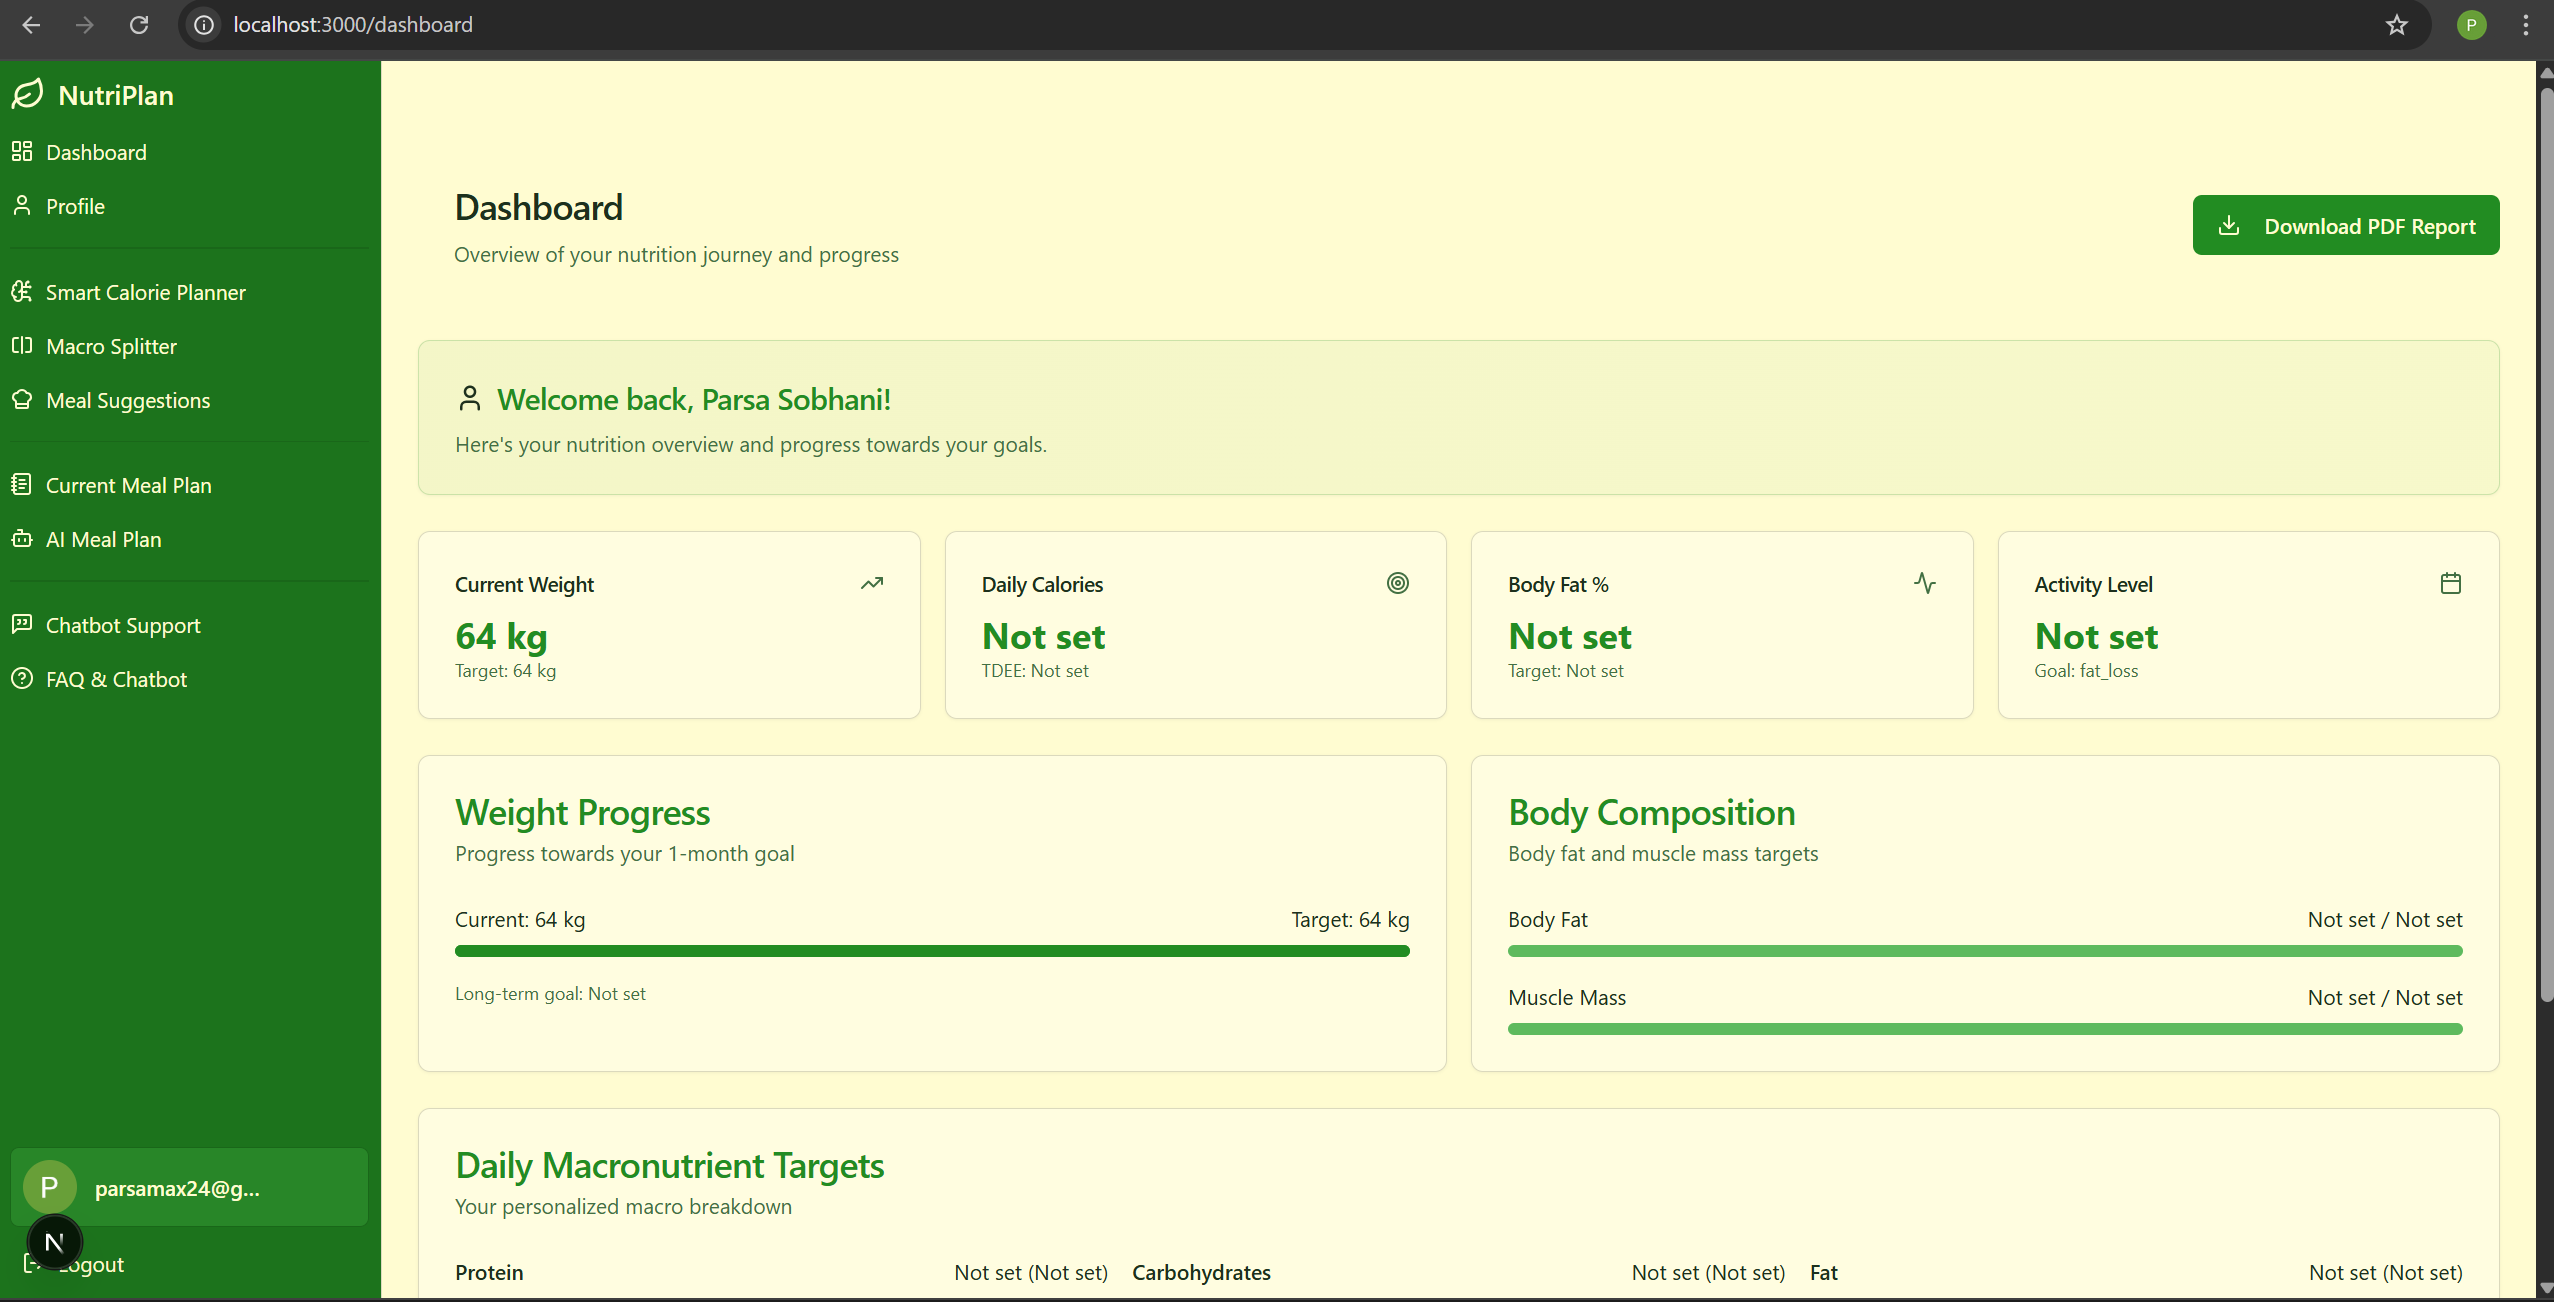 localhost:3000/dashboard
P
NutriPlan
Dashboard
Profile
Smart Calorie Planner
Macro Splitter
Meal Suggestions
Current Meal Plan
AI Meal Plan
Chatbot Support
FAQ & Chatbot
P
parsamax24@g...
N
ogout
Dashboard
Overview of your nutrition journey and progress
Download PDF Report
Welcome back, Parsa Sobhani!
Here's your nutrition overview and progress towards your goals.
Current Weight
64 kg
Target: 64 kg
Daily Calories
Not set
TDEE: Not set
Body Fat %
Not set
Target: Not set
Activity Level
Not set
Goal: fat_loss
Weight Progress
Progress towards your 1-month goal
Current: 64 kg Target: 64 kg
Long-term goal: Not set
Body Composition
Body fat and muscle mass targets
Body Fat Not set / Not set
Muscle Mass Not set / Not set
Daily Macronutrient Targets
Your personalized macro breakdown
Protein Not set (Not set) Carbohydrates Not set (Not set) Fat Not set (Not set)